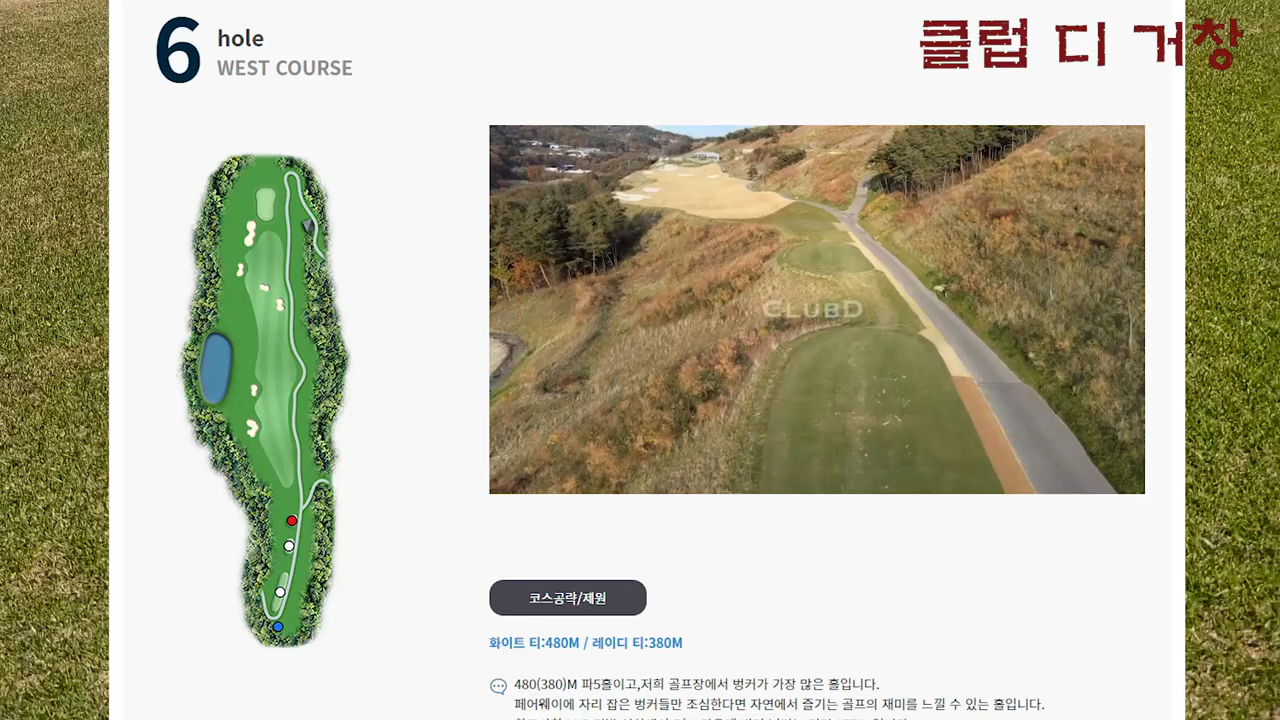 6
hole
WEST COURSE
클럽 디 거창
CLUBD
코스공략/제원
화이트 티:480M / 레이디 티:380M
480(380)M 파5홀이고,저희 골프장에서 벙커가 가장 많은 홀입니다.
페어웨이에 자리 잡은 벙커들만 조심한다면 자연에서 즐기는 골프의 재미를 느낄 수 있는 홀입니다.